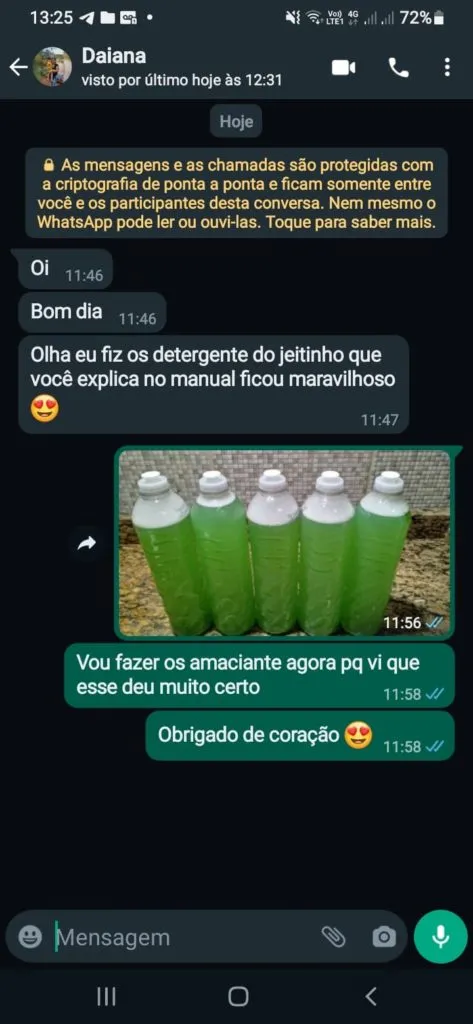 13:25
Vo)) 4G
LTE1 72%
Daiana
visto por último hoje às 12:31
Hoje
As mensagens e as chamadas são protegidas com
a criptografia de ponta a ponta e ficam somente entre
você e os participantes desta conversa. Nem mesmo o
WhatsApp pode ler ou ouvi-las. Toque para saber mais.
Oi 11:46
Bom dia 11:46
Olha eu fiz os detergente do jeitinho que
você explica no manual ficou maravilhoso
😍 11:47
11:56
Vou fazer os amaciante agora pq vi que
esse deu muito certo 11:58
Obrigado de coração 😍 11:58
Mensagem